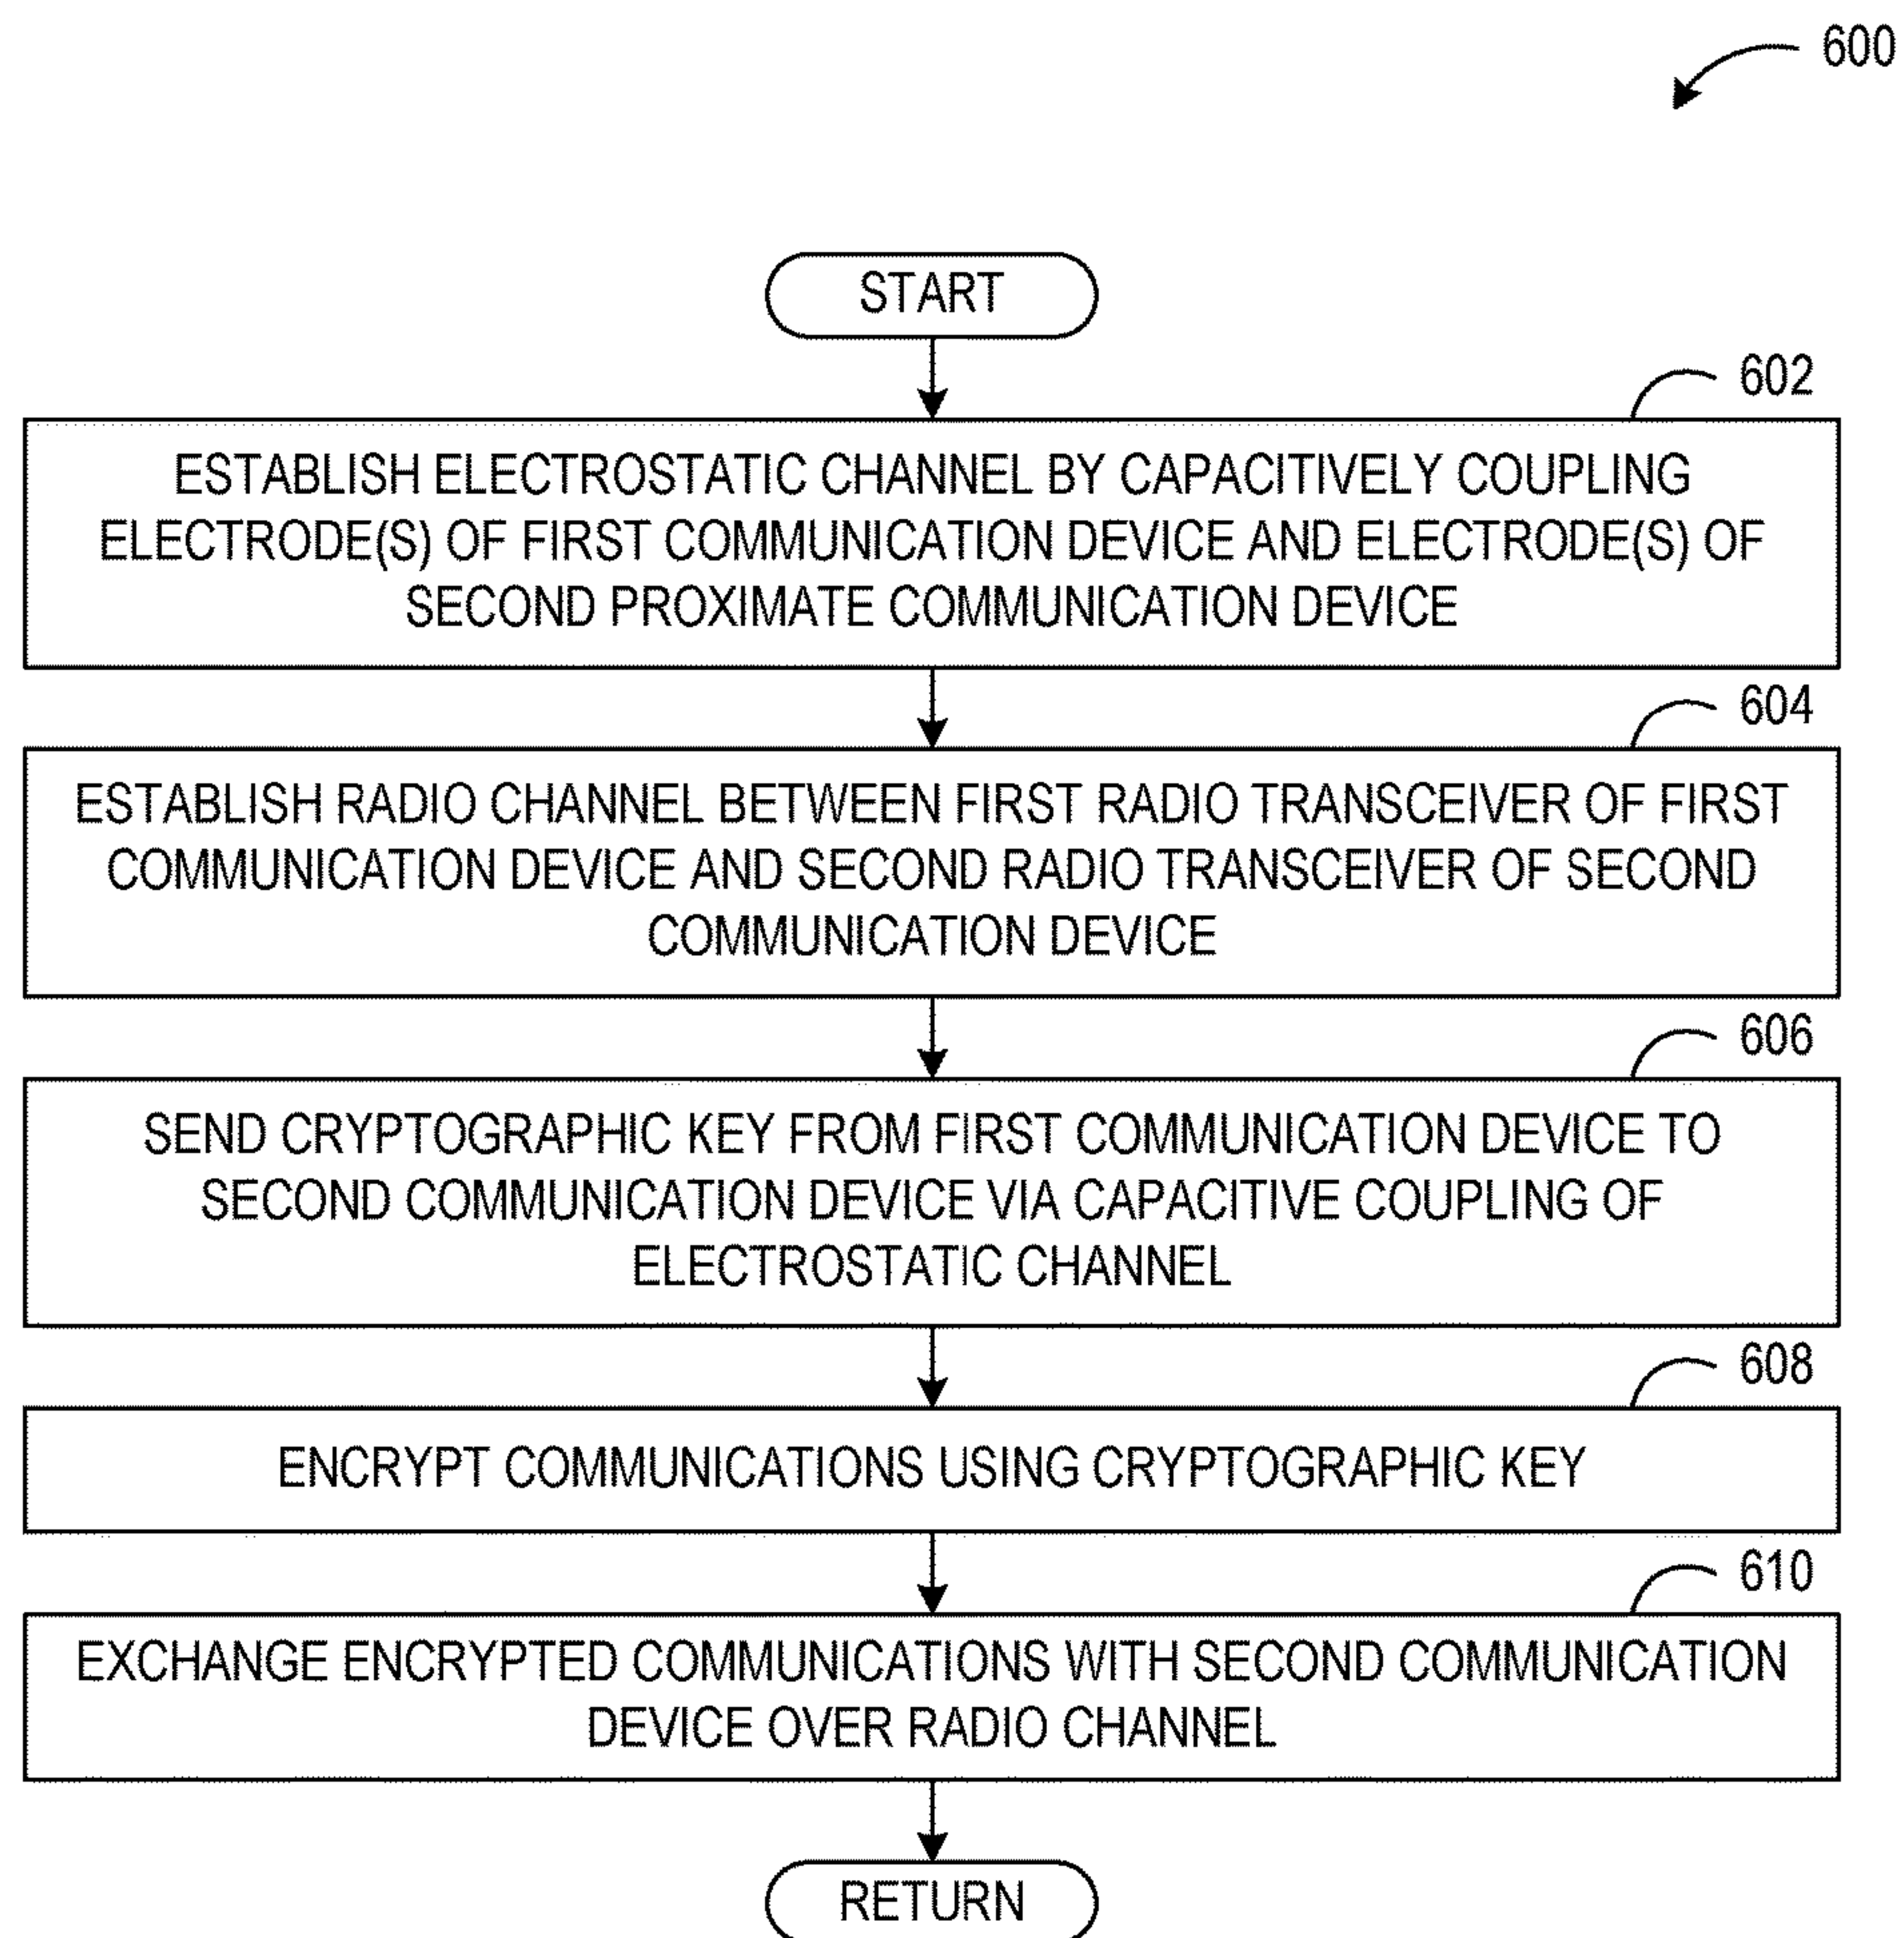 600
START
602
ESTABLISH ELECTROSTATIC CHANNEL BY CAPACITIVELY COUPLING
ELECTRODE(S) OF FIRST COMMUNICATION DEVICE AND ELECTRODE(S) OF
SECOND PROXIMATE COMMUNICATION DEVICE
604
ESTABLISH RADIO CHANNEL BETWEEN FIRST RADIO TRANSCEIVER OF FIRST
COMMUNICATION DEVICE AND SECOND RADIO TRANSCEIVER OF SECOND
COMMUNICATION DEVICE
606
SEND CRYPTOGRAPHIC KEY FROM FIRST COMMUNICATION DEVICE TO
SECOND COMMUNICATION DEVICE VIA CAPACITIVE COUPLING OF
ELECTROSTATIC CHANNEL
608
ENCRYPT COMMUNICATIONS USING CRYPTOGRAPHIC KEY
610
EXCHANGE ENCRYPTED COMMUNICATIONS WITH SECOND COMMUNICATION
DEVICE OVER RADIO CHANNEL
RETURN